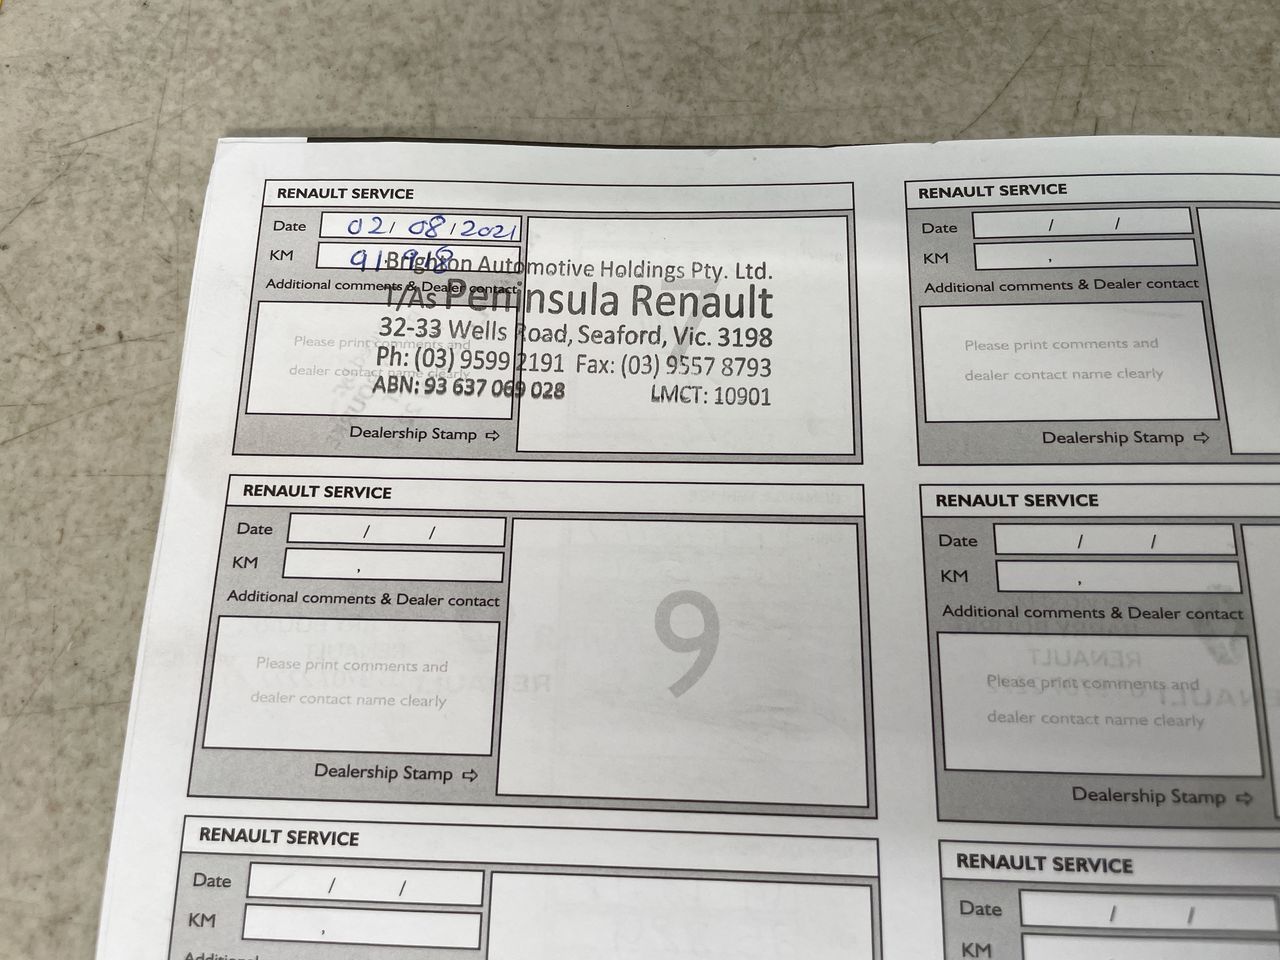 RENAULT SERVICE
Date 02/08/2021
KM
Additional comments & Dealer contact
Please print comments and
dealer contact name clearly
Dealership Stamp ⇨
7
Brighton Automotive Holdings Pty. Ltd.
T/As Peninsula Renault
32-33 Wells Road, Seaford, Vic. 3198
Ph: (03) 9599 2191 Fax: (03) 9557 8793
ABN: 93 637 069 028 LMCT: 10901
RENAULT SERVICE
Date / /
KM ,
Additional comments & Dealer contact
Please print comments and
dealer contact name clearly
Dealership Stamp ⇨
RENAULT SERVICE
Date / /
KM ,
Additional comments & Dealer contact
Please print comments and
dealer contact name clearly
Dealership Stamp ⇨
9
RENAULT SERVICE
Date / /
KM ,
Additional comments & Dealer contact
Please print comments and
dealer contact name clearly
Dealership Stamp ⇨
RENAULT SERVICE
Date / /
KM ,
RENAULT SERVICE
Date / /
KM